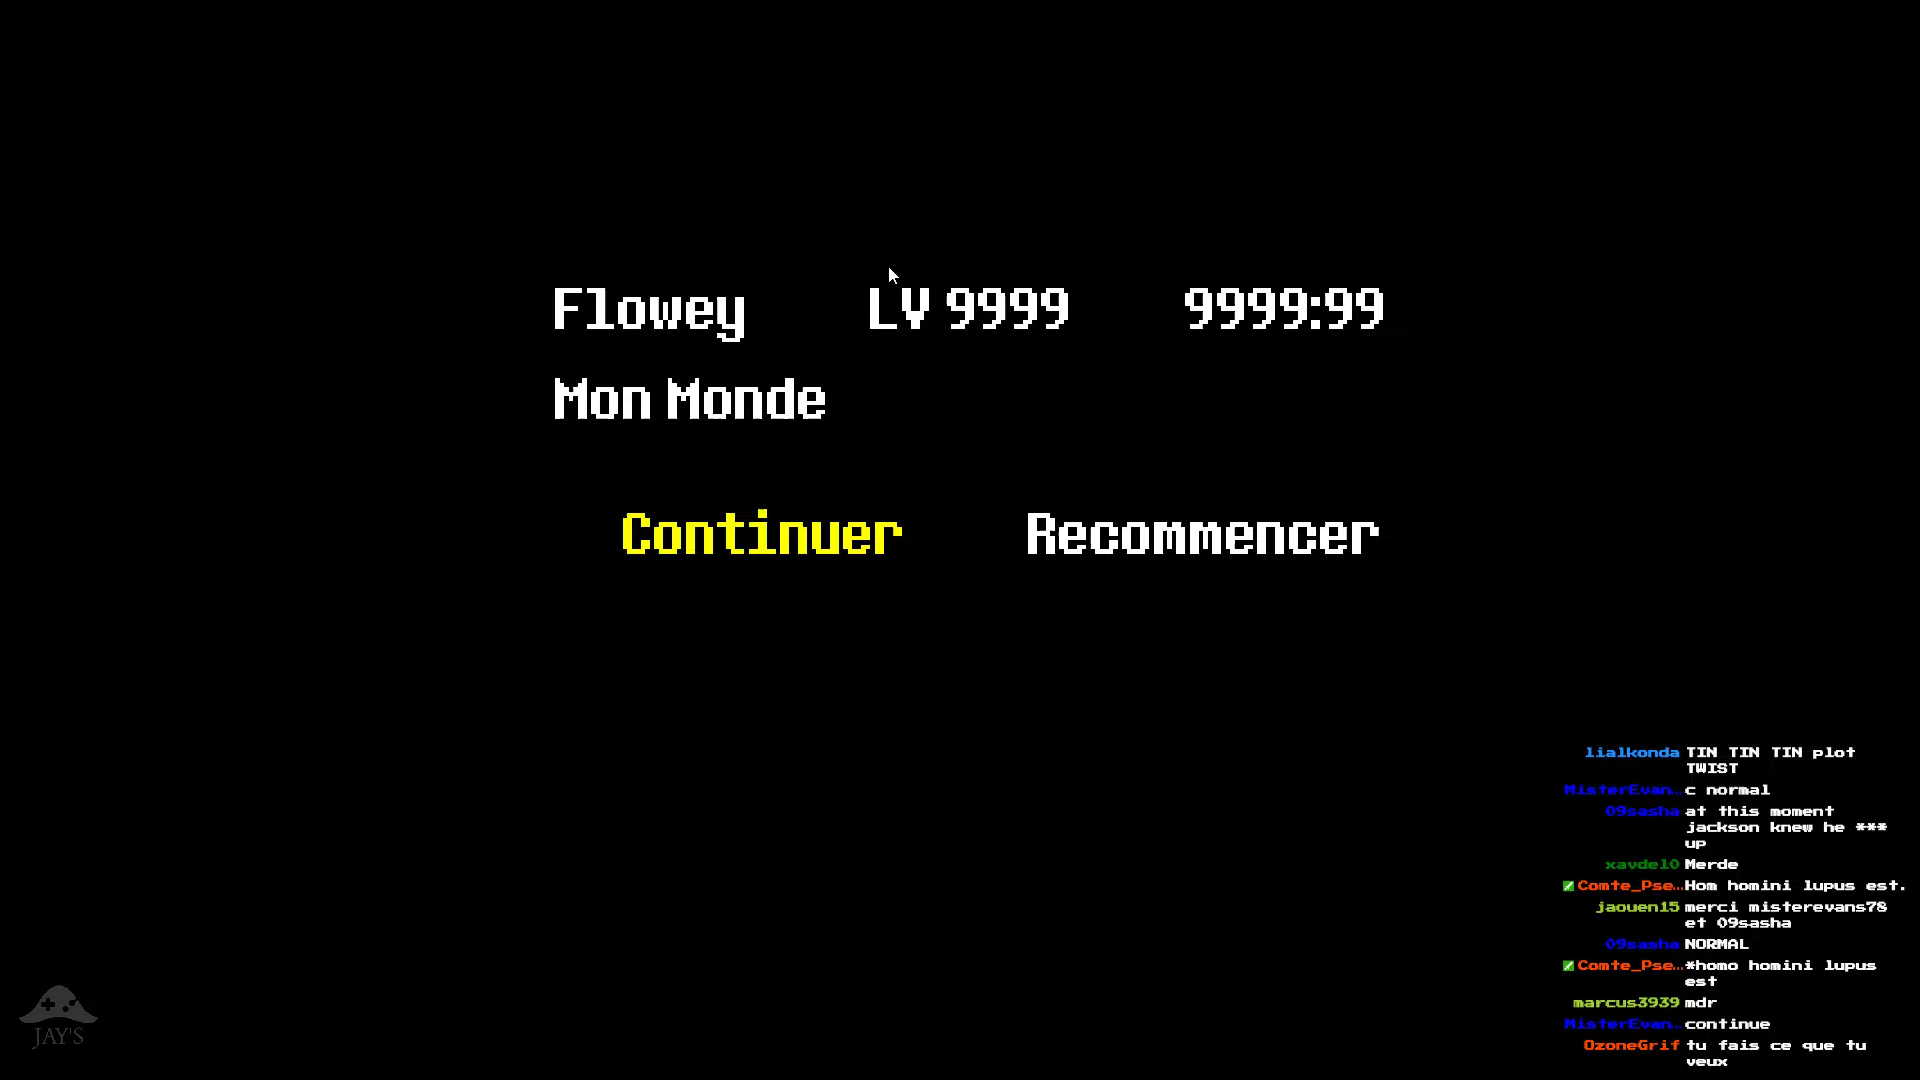 Flowey LV 9999 9999:99
Mon Monde
Continuer Recommencer
lialkonda TIN TIN TIN plot
TWIST
MisterEvan… c normal
09sasha at this moment
jackson knew he ***
up
xavdel0 Merde
Comte_Pse… Hom homini lupus est.
jaouen15 merci misterevans78
et 09sasha
09sasha NORMAL
Comte_Pse… *homo homini lupus
est
marcus3939 mdr
MisterEvan… continue
OzoneGrif tu fais ce que tu
veux
JAY'S